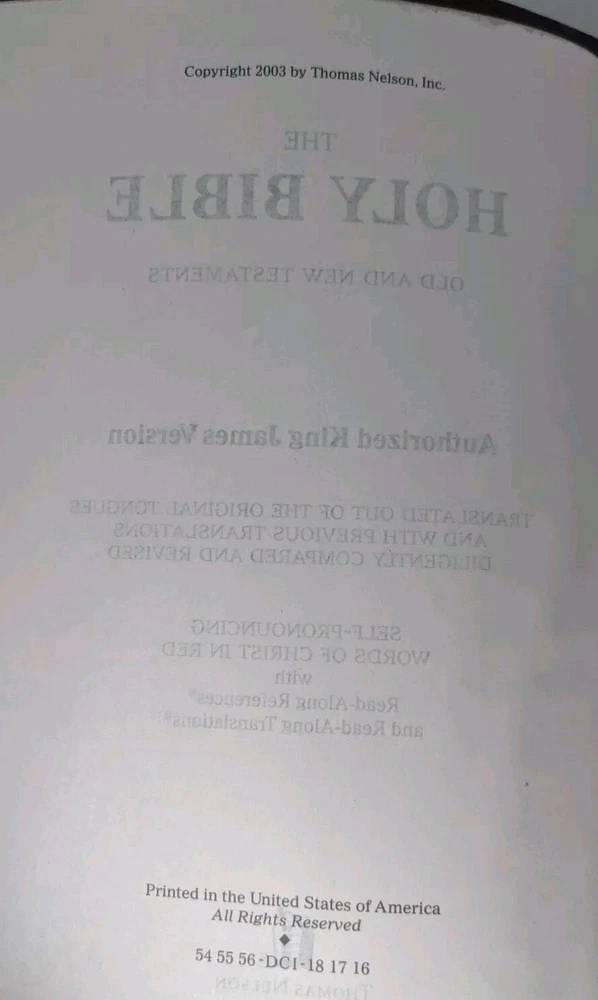 Copyright 2003 by Thomas Nelson, Inc.
THE
HOLY BIBLE
OLD AND NEW TESTAMENTS
Authorized King James Version
TRANSLATED OUT OF THE ORIGINAL TONGUES
AND WITH PREVIOUS TRANSLATIONS
DILIGENTLY COMPARED AND REVISED
SELF-PRONOUNCING
WORDS OF CHRIST IN RED
with
Read-Along References®
and Read-Along Translations®
Printed in the United States of America
All Rights Reserved
54 55 56 -DCI- 18 17 16
THOMAS NELSON